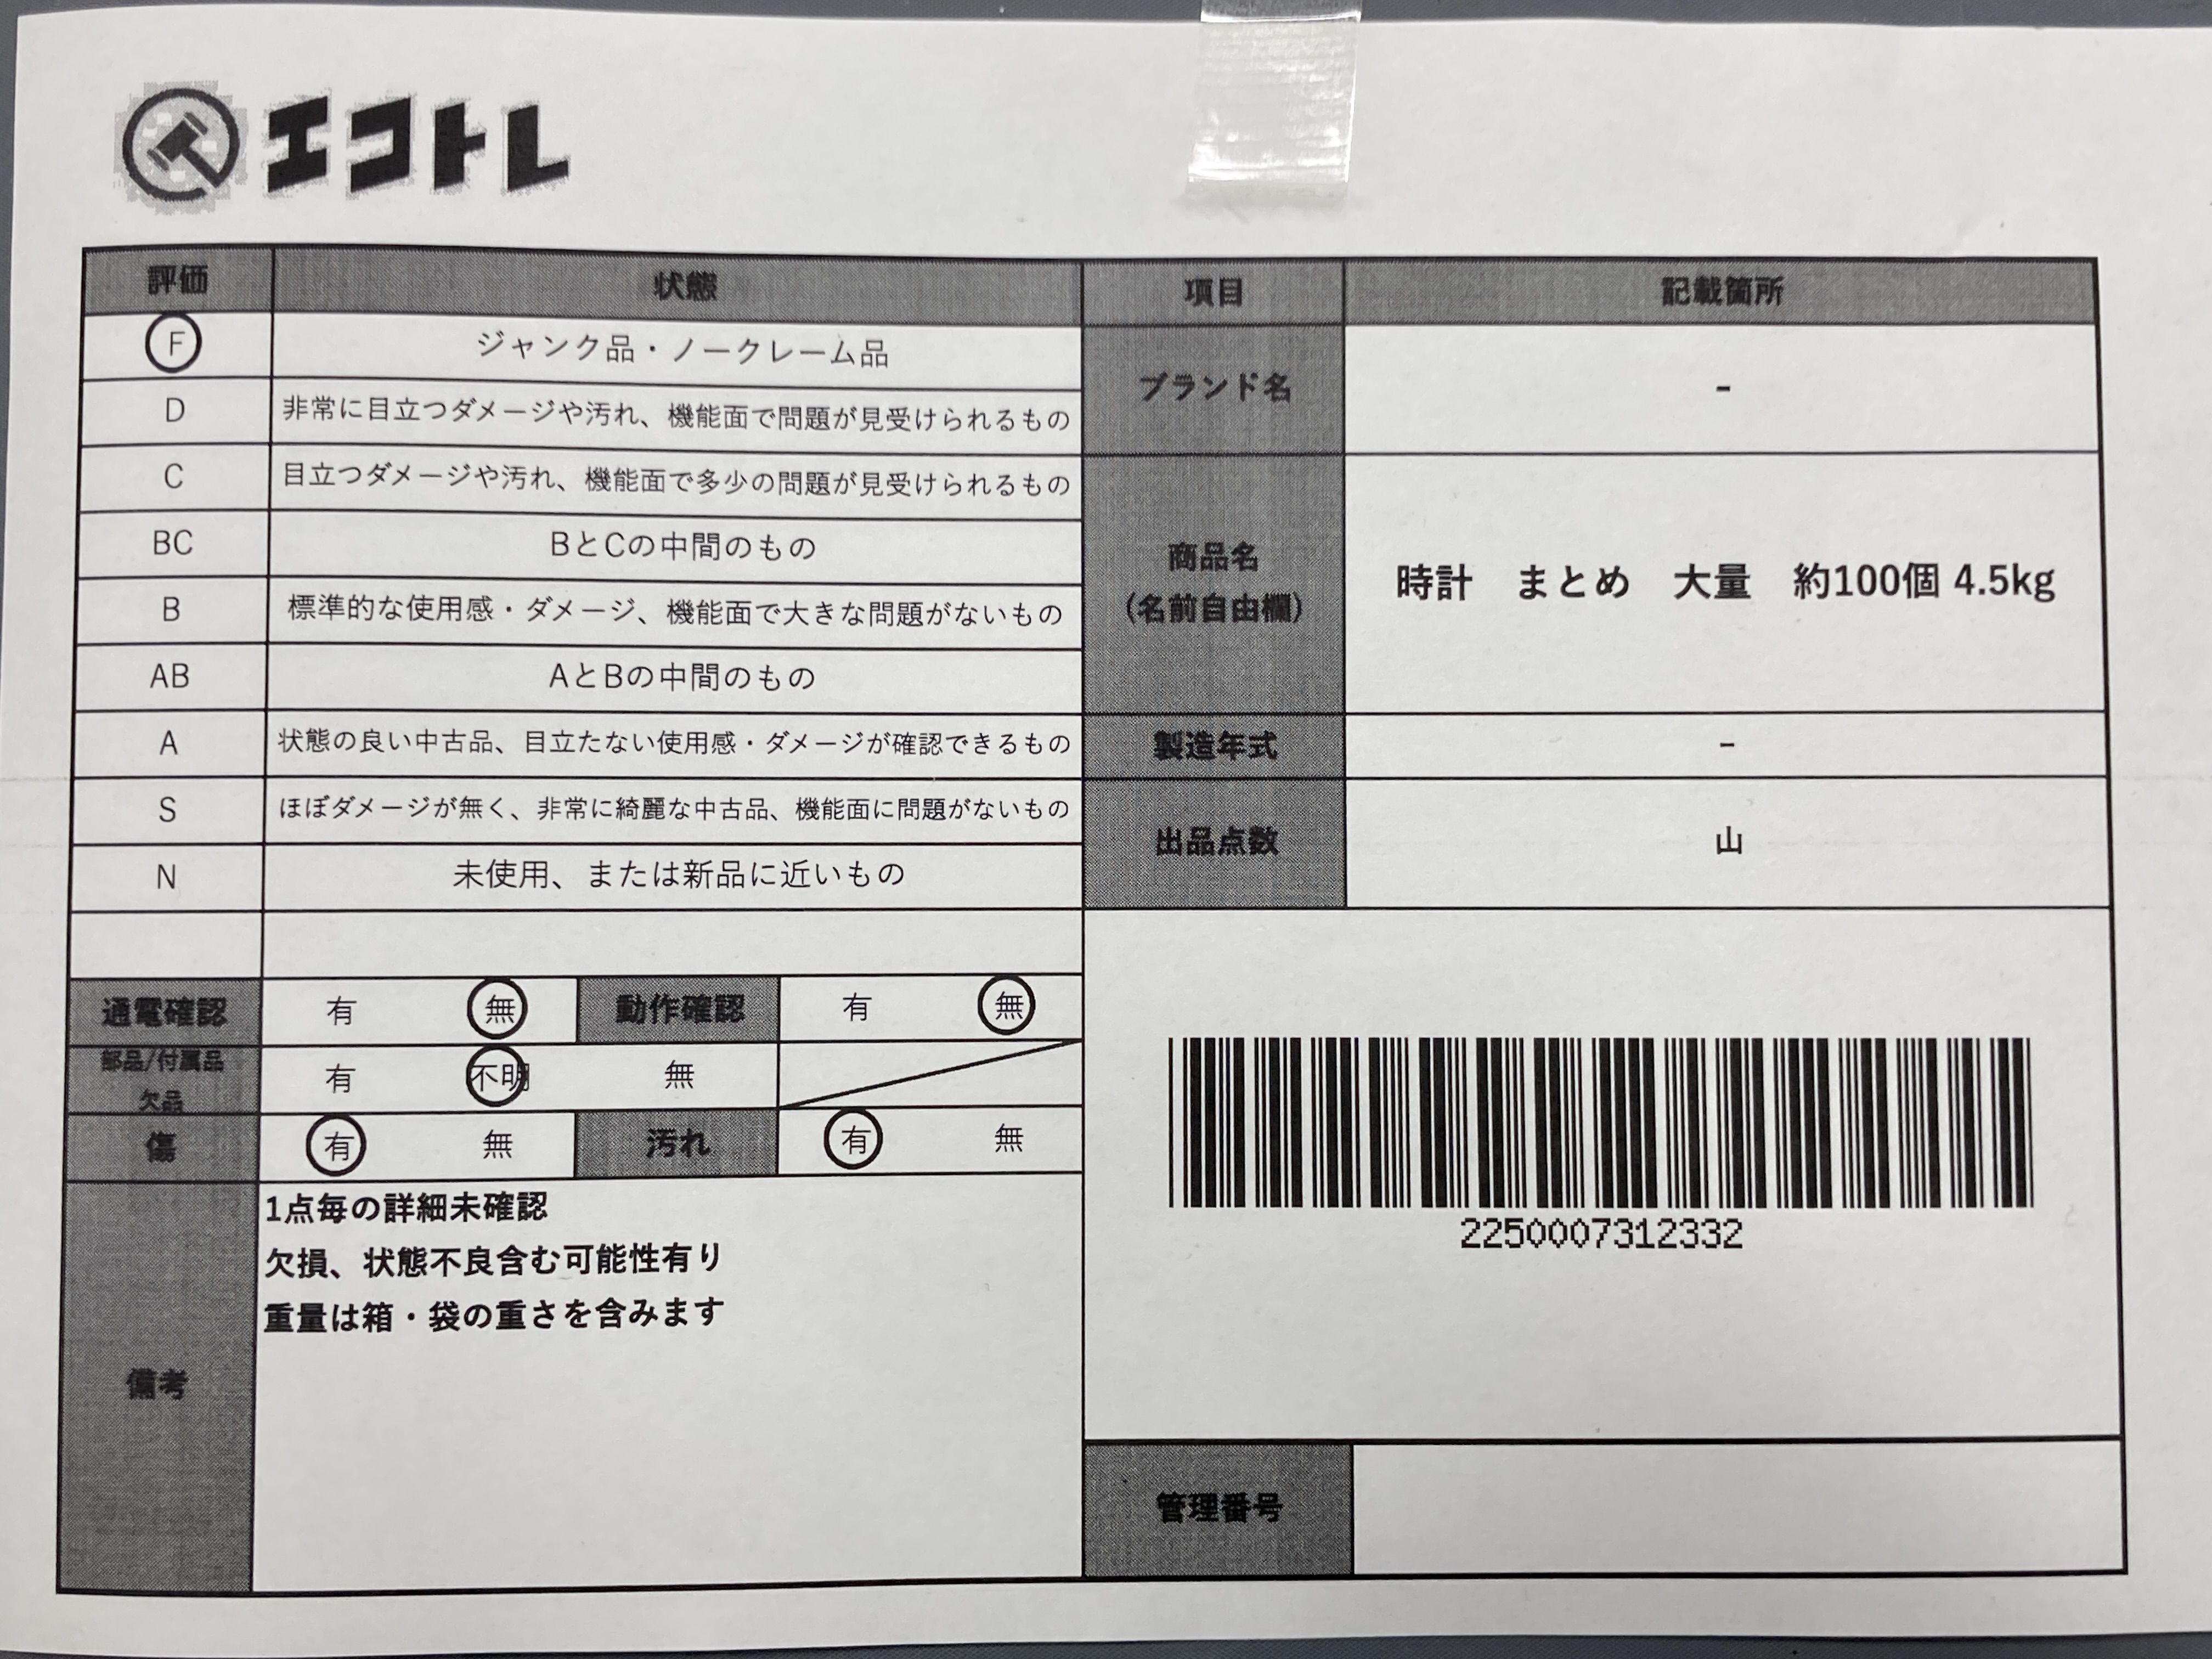 エコトレ
評価 状態 項目 記載箇所
F ジャンク品・ノークレーム品
D 非常に目立つダメージや汚れ、機能面で問題が見受けられるもの
ブランド名 -
C 目立つダメージや汚れ、機能面で多少の問題が見受けられるもの
BC BとCの中間のもの
B 標準的な使用感・ダメージ、機能面で大きな問題がないもの
商品名
(名前自由欄)
時計 まとめ 大量 約100個 4.5kg
AB AとBの中間のもの
A 状態の良い中古品、目立たない使用感・ダメージが確認できるもの
製造年式 -
S ほぼダメージが無く、非常に綺麗な中古品、機能面に問題がないもの
出品点数 山
N 未使用、または新品に近いもの
通電確認 有 無 動作確認 有 無
部品/付属品
欠品
有 不明 無
傷 有 無 汚れ 有 無
備考
1点毎の詳細未確認
欠損、状態不良含む可能性有り
重量は箱・袋の重さを含みます
2250007312332
管理番号